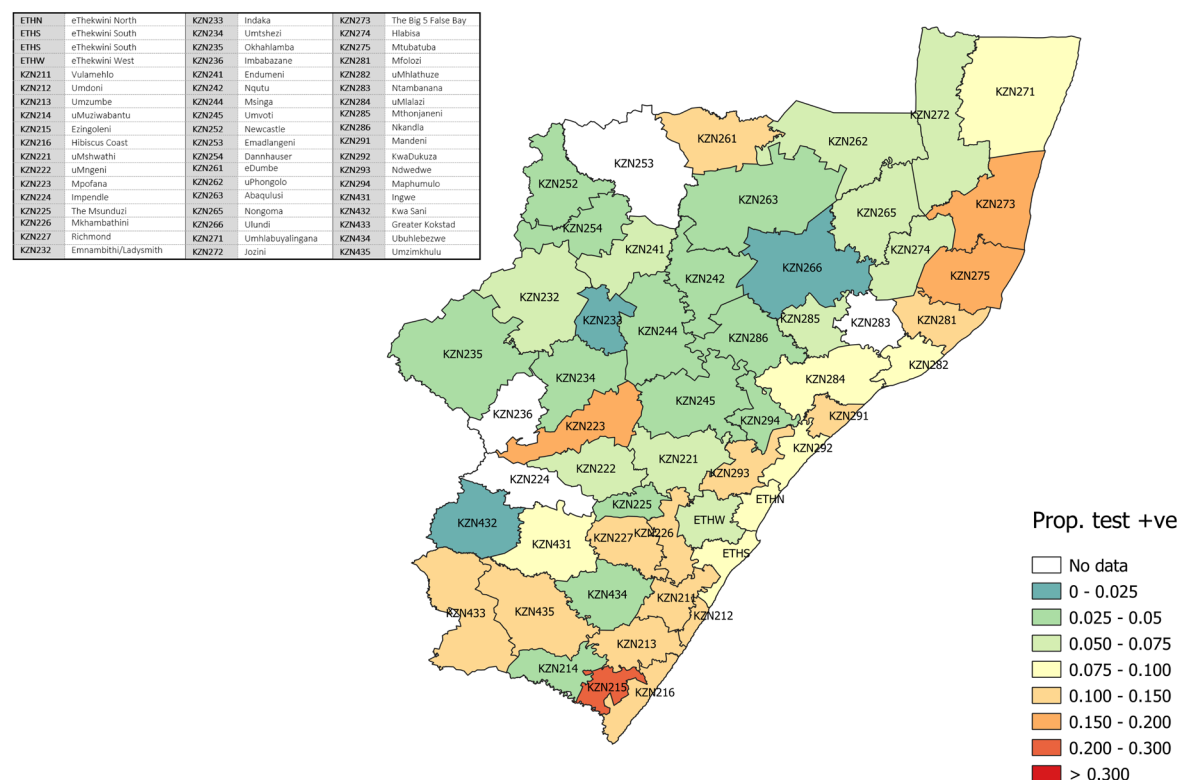 ETHN eThekwini North KZN233 Indaka KZN273 The Big 5 False Bay
ETHS eThekwini South KZN234 Umtshezi KZN274 Hlabisa
ETHS eThekwini South KZN235 Okhahlamba KZN275 Mtubatuba
ETHW eThekwini West KZN236 Imbabazane KZN281 Mfolozi
KZN211 Vulamehlo KZN241 Endumeni KZN282 uMhlathuze
KZN212 Umdoni KZN242 Nqutu KZN283 Ntambanana
KZN213 Umzumbe KZN244 Msinga KZN284 uMlalazi
KZN214 uMuziwabantu KZN245 Umvoti KZN285 Mthonjaneni
KZN215 Ezingoleni KZN252 Newcastle KZN286 Nkandla
KZN216 Hibiscus Coast KZN253 Emadlangeni KZN291 Mandeni
KZN221 uMshwathi KZN254 Dannhauser KZN292 KwaDukuza
KZN222 uMngeni KZN261 eDumbe KZN293 Ndwedwe
KZN223 Mpofana KZN262 uPhongolo KZN294 Maphumulo
KZN224 Impendle KZN263 Abaqulusi KZN431 Ingwe
KZN225 The Msunduzi KZN265 Nongoma KZN432 Kwa Sani
KZN226 Mkhambathini KZN266 Ulundi KZN433 Greater Kokstad
KZN227 Richmond KZN271 Umhlabuyalingana KZN434 Ubuhlebezwe
KZN232 Emnambithi/Ladysmith KZN272 Jozini KZN435 Umzimkhulu
KZN271
KZN272
KZN261
KZN262
KZN253
KZN252
KZN263
KZN273
KZN265
KZN254
KZN241
KZN274
KZN266
KZN275
KZN242
KZN232
KZN285
KZN233
KZN281
KZN283
KZN244
KZN286
KZN235
KZN282
KZN234
KZN284
KZN245
KZN236
KZN291
KZN294
KZN223
KZN292
KZN221
KZN222
KZN293
KZN224
ETHN
KZN225
ETHW
KZN432
KZN226
KZN227
KZN431
ETHS
KZN434
KZN211
KZN433
KZN435
KZN212
KZN213
KZN214
KZN215
KZN216
Prop. test +ve
No data
0 - 0.025
0.025 - 0.05
0.050 - 0.075
0.075 - 0.100
0.100 - 0.150
0.150 - 0.200
0.200 - 0.300
> 0.300